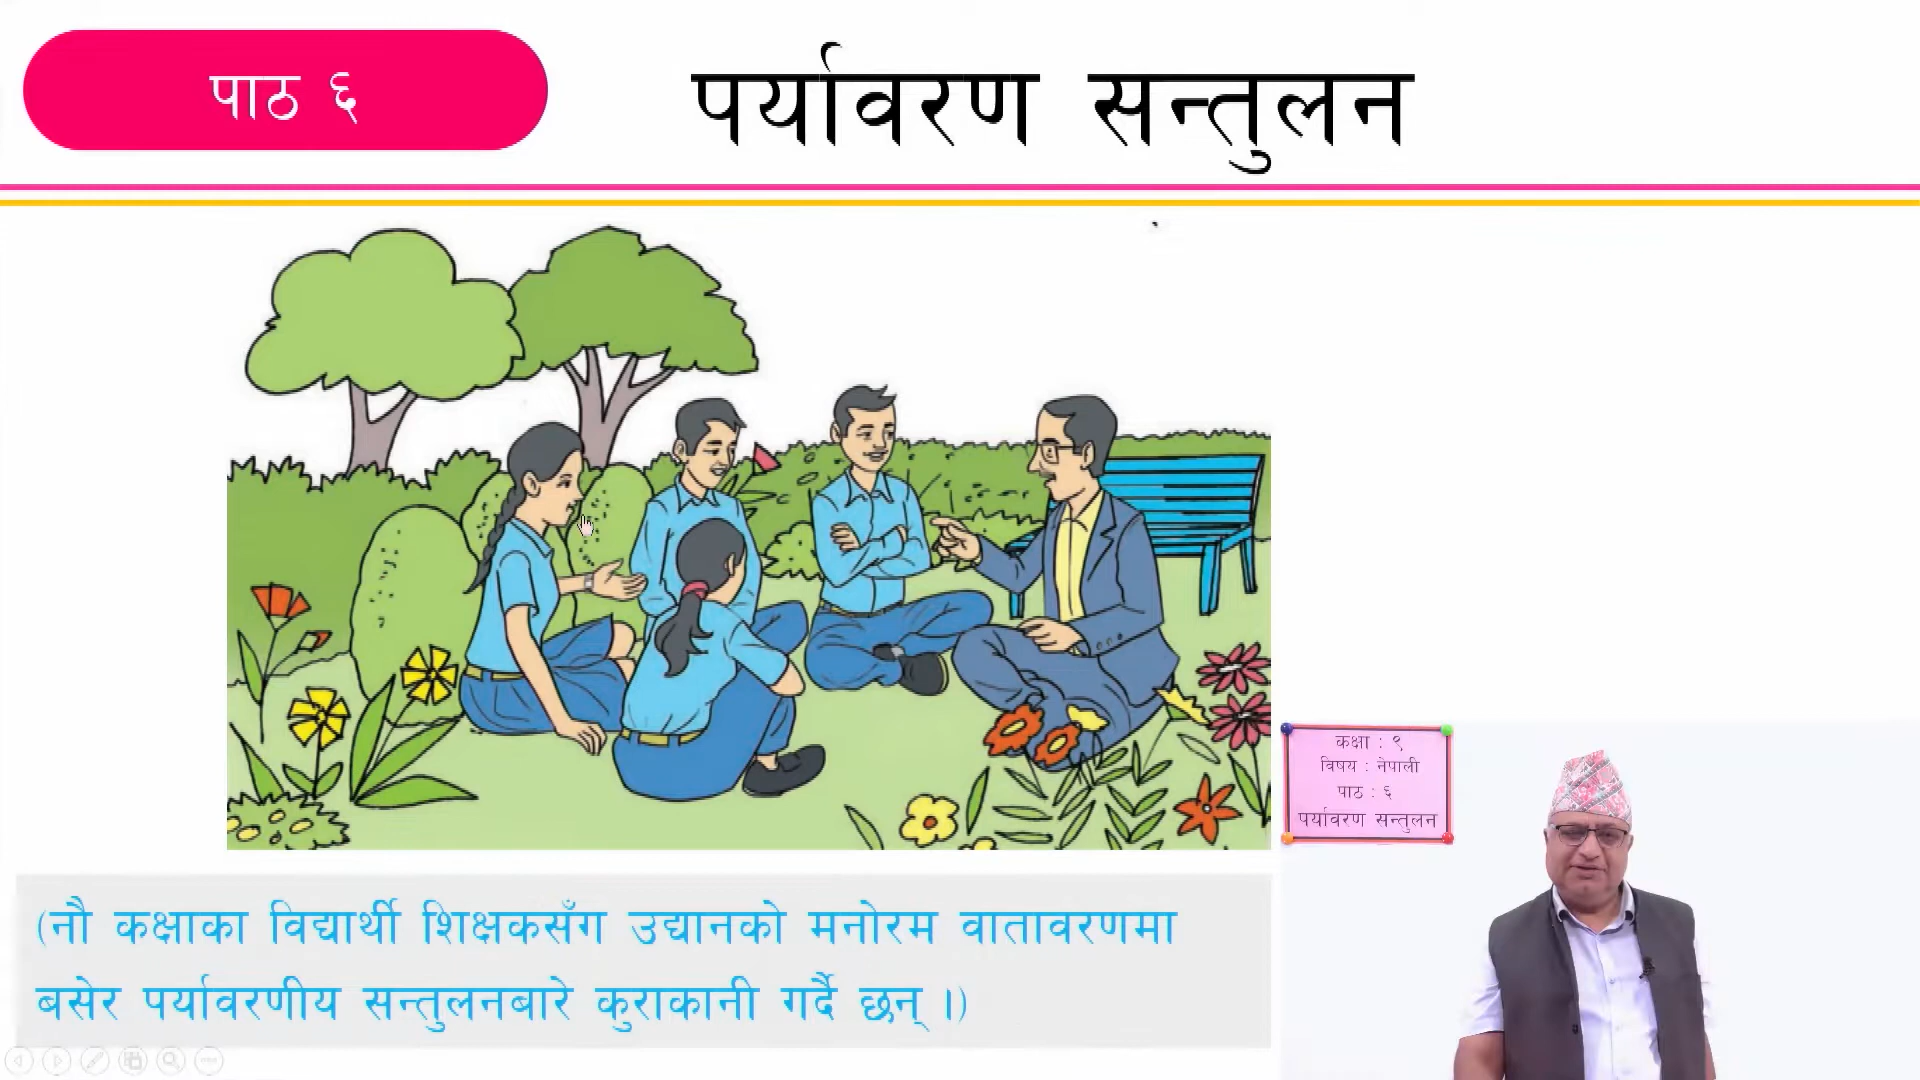 पाठ ६
पर्यावरण सन्तुलन
कक्षा : ९
विषय : नेपाली
पाठ : ६
पर्यावरण सन्तुलन
(नौ कक्षाका विद्यार्थी शिक्षकसँग उद्यानको मनोरम वातावरणमा
बसेर पर्यावरणीय सन्तुलनबारे कुराकानी गर्दै छन् ।)